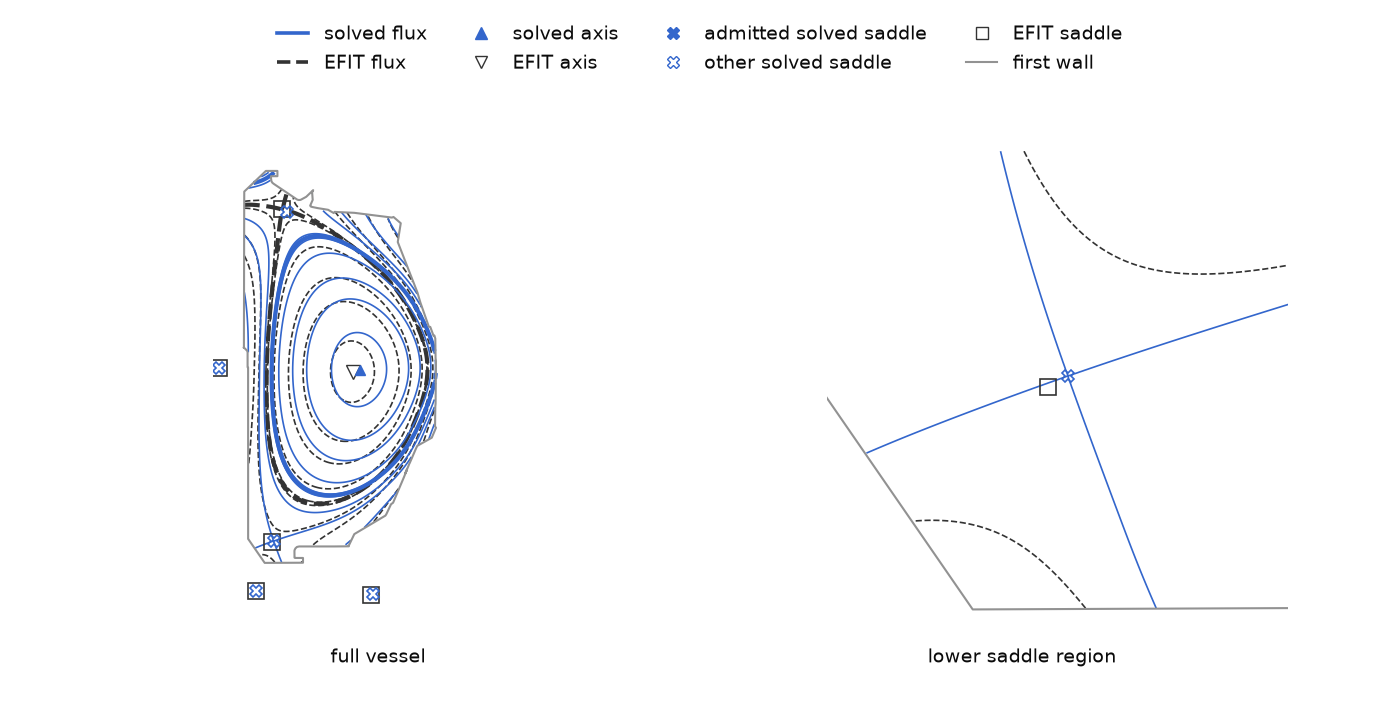 solved flux
solved axis
admitted solved saddle
EFIT saddle
EFIT flux
EFIT axis
other solved saddle
first wall
full vessel
lower saddle region